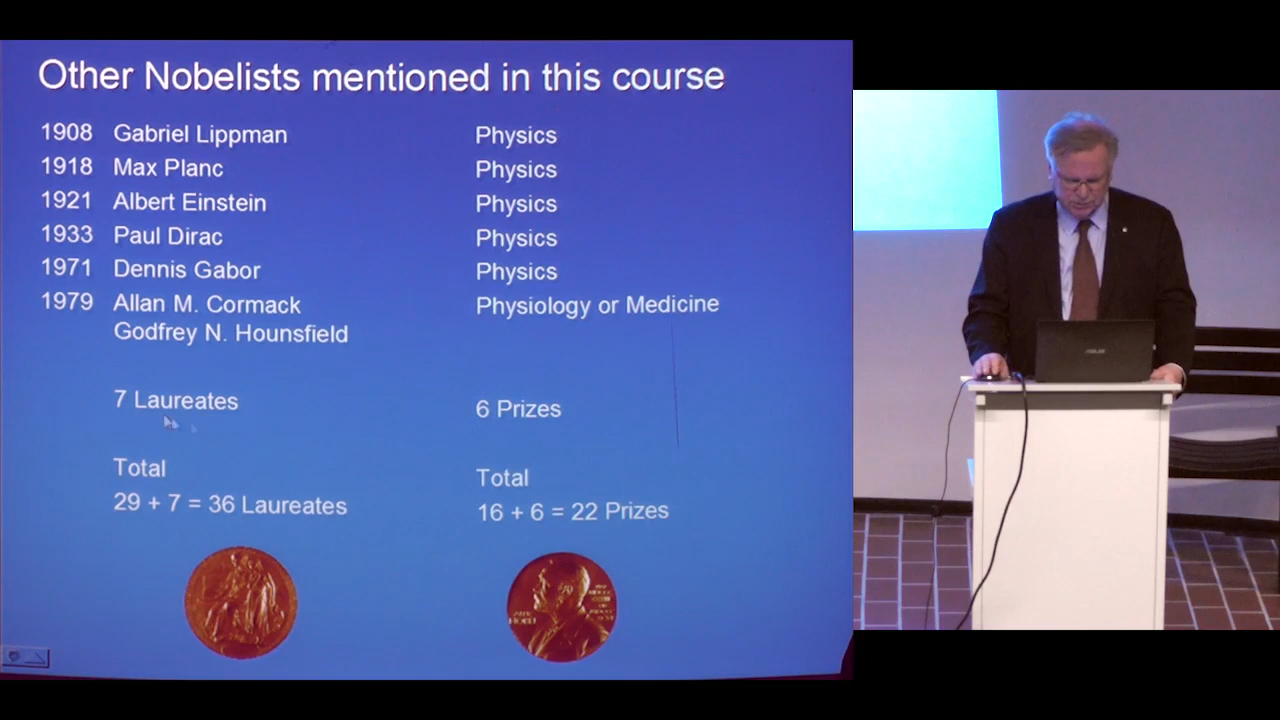 Other Nobelists mentioned in this course
1908 Gabriel Lippman Physics
1918 Max Planc Physics
1921 Albert Einstein Physics
1933 Paul Dirac Physics
1971 Dennis Gabor Physics
1979 Allan M. Cormack Physiology or Medicine
Godfrey N. Hounsfield
7 Laureates 6 Prizes
Total Total
29 + 7 = 36 Laureates 16 + 6 = 22 Prizes
ASUS